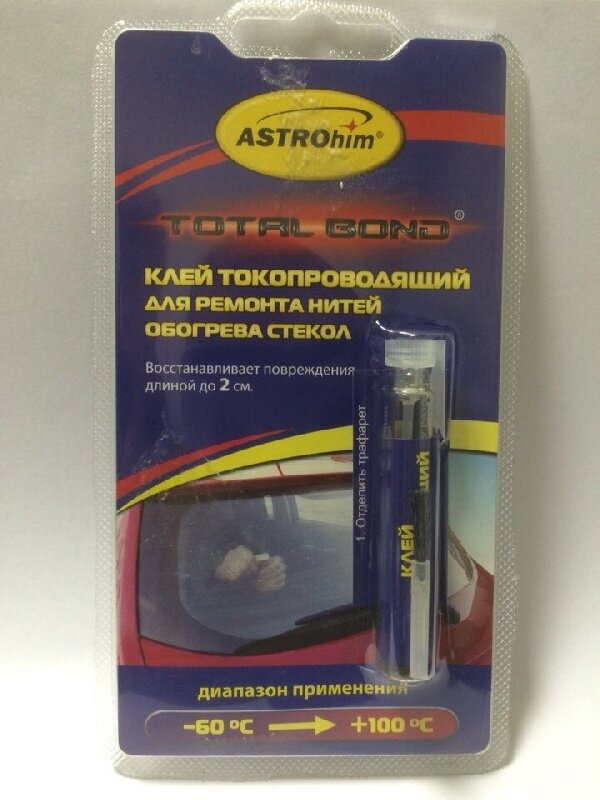 ASTROhim®
TOTAL BOND®
КЛЕЙ ТОКОПРОВОДЯЩИЙ
ДЛЯ РЕМОНТА НИТЕЙ
ОБОГРЕВА СТЕКОЛ
Восстанавливает повреждения
длиной до 2 см.
1. Отделить трафарет
КЛЕЙ
диапазон применения
-60 ºC
+100 ºC